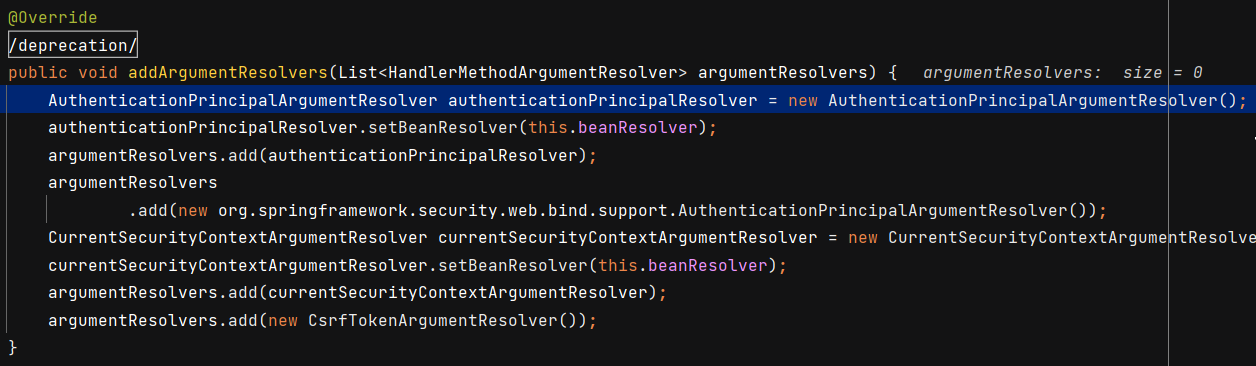 @Override
/deprecation/
public void addArgumentResolvers(List<HandlerMethodArgumentResolver> argumentResolvers) {   argumentResolvers:  size = 0
    AuthenticationPrincipalArgumentResolver authenticationPrincipalResolver = new AuthenticationPrincipalArgumentResolver();
    authenticationPrincipalResolver.setBeanResolver(this.beanResolver);
    argumentResolvers.add(authenticationPrincipalResolver);
    argumentResolvers
            .add(new org.springframework.security.web.bind.support.AuthenticationPrincipalArgumentResolver());
    CurrentSecurityContextArgumentResolver currentSecurityContextArgumentResolver = new CurrentSecurityContextArgumentResolve
    currentSecurityContextArgumentResolver.setBeanResolver(this.beanResolver);
    argumentResolvers.add(currentSecurityContextArgumentResolver);
    argumentResolvers.add(new CsrfTokenArgumentResolver());
}